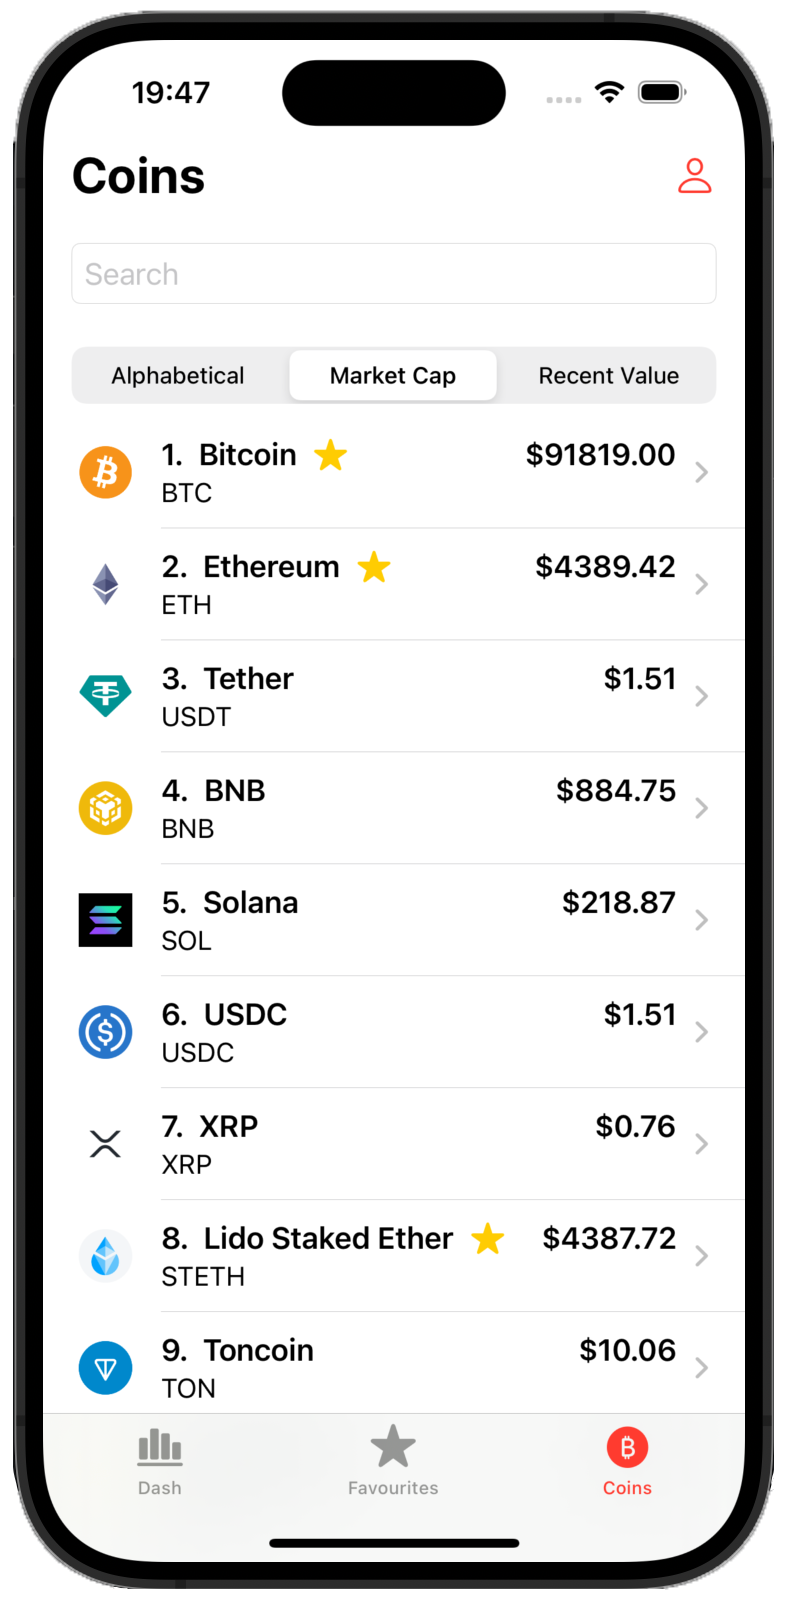 19:47
Coins
Search
Alphabetical Market Cap Recent Value
1. Bitcoin $91819.00
BTC
2. Ethereum $4389.42
ETH
3. Tether $1.51
USDT
4. BNB $884.75
BNB
5. Solana $218.87
SOL
6. USDC $1.51
USDC
7. XRP $0.76
XRP
8. Lido Staked Ether $4387.72
STETH
9. Toncoin $10.06
TON
Dash Favourites Coins